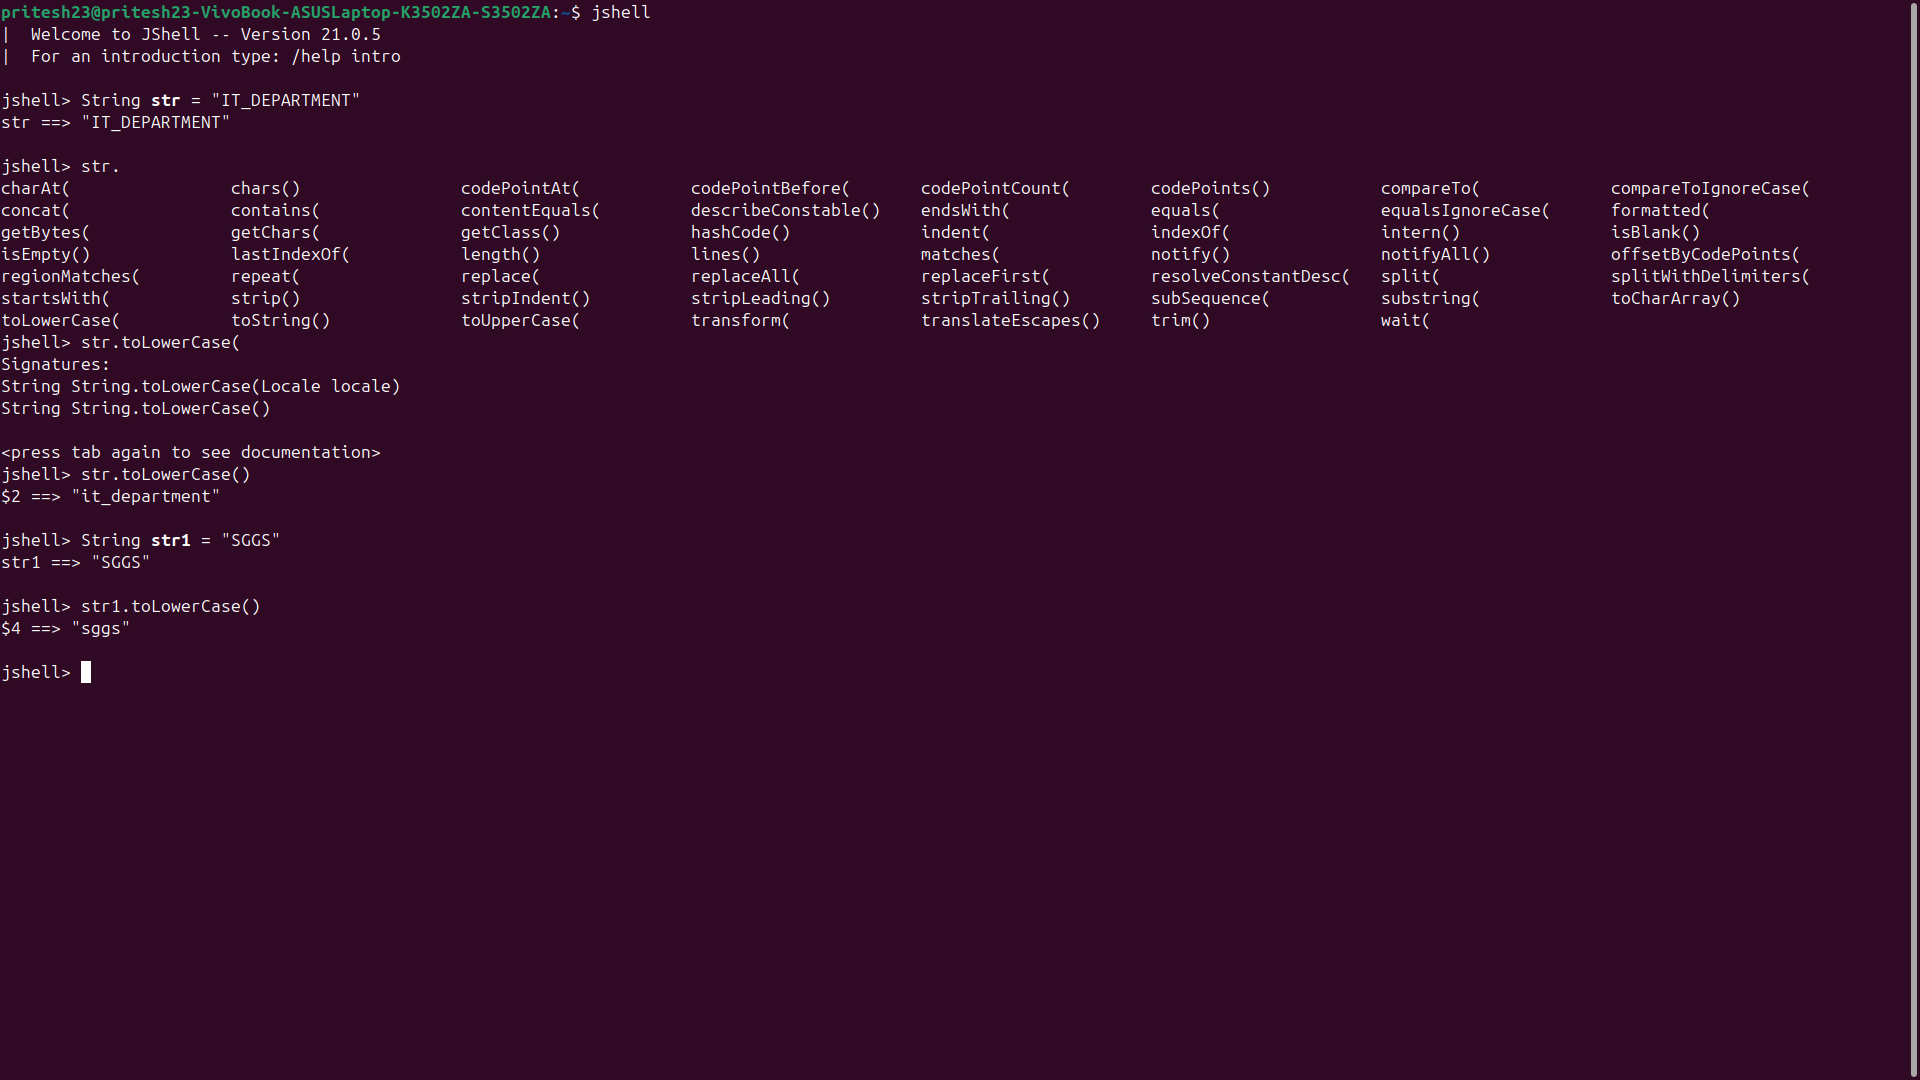 pritesh23@pritesh23-VivoBook-ASUSLaptop-K3502ZA-S3502ZA:~$ jshell
|  Welcome to JShell -- Version 21.0.5
|  For an introduction type: /help intro

jshell> String str = "IT_DEPARTMENT"
str ==> "IT_DEPARTMENT"

jshell> str.
charAt(                chars()                codePointAt(           codePointBefore(       codePointCount(        codePoints()           compareTo(             compareToIgnoreCase(
concat(                contains(              contentEquals(         describeConstable()    endsWith(              equals(                equalsIgnoreCase(      formatted(
getBytes(              getChars(              getClass()             hashCode()             indent(                indexOf(               intern()               isBlank()
isEmpty()              lastIndexOf(           length()               lines()                matches(               notify()               notifyAll()            offsetByCodePoints(
regionMatches(         repeat(                replace(               replaceAll(            replaceFirst(          resolveConstantDesc(   split(                 splitWithDelimiters(
startsWith(            strip()                stripIndent()          stripLeading()         stripTrailing()        subSequence(           substring(             toCharArray()
toLowerCase(           toString()             toUpperCase(           transform(             translateEscapes()     trim()                 wait(
jshell> str.toLowerCase(
Signatures:
String String.toLowerCase(Locale locale)
String String.toLowerCase()

<press tab again to see documentation>
jshell> str.toLowerCase()
$2 ==> "it_department"

jshell> String str1 = "SGGS"
str1 ==> "SGGS"

jshell> str1.toLowerCase()
$4 ==> "sggs"

jshell>